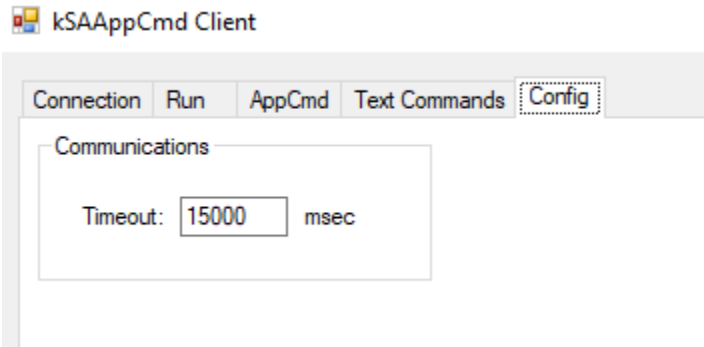 kSAAppCmd Client
Connection Run AppCmd Text Commands Config
Communications
Timeout: 15000 msec